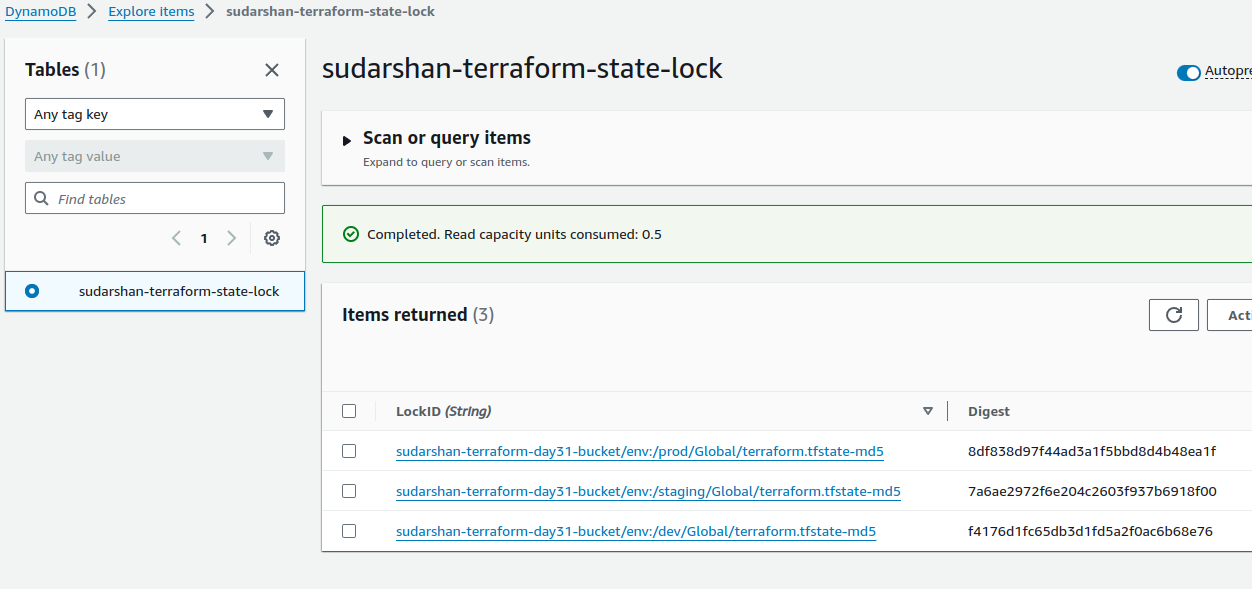 DynamoDB > Explore items > sudarshan-terraform-state-lock
Tables (1)
Any tag key
Any tag value
Find tables
1
sudarshan-terraform-state-lock
sudarshan-terraform-state-lock
Autopre
Scan or query items
Expand to query or scan items.
Completed. Read capacity units consumed: 0.5
Items returned (3)
Acti
LockID (String)
Digest
sudarshan-terraform-day31-bucket/env:/prod/Global/terraform.tfstate-md5
8df838d97f44ad3a1f5bbd8d4b48ea1f
sudarshan-terraform-day31-bucket/env:/staging/Global/terraform.tfstate-md5
7a6ae2972f6e204c2603f937b6918f00
sudarshan-terraform-day31-bucket/env:/dev/Global/terraform.tfstate-md5
f4176d1fc65db3d1fd5a2f0ac6b68e76